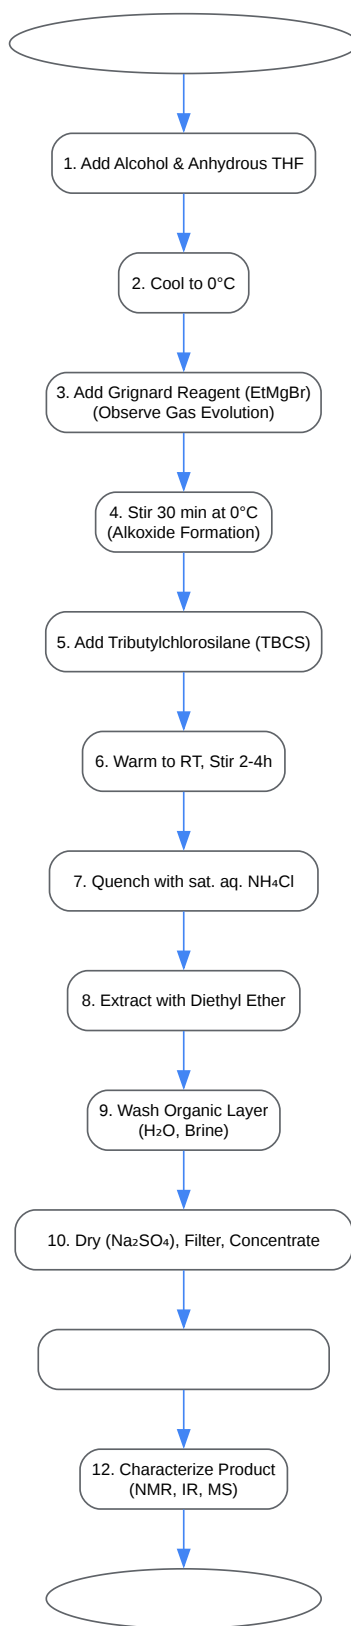 1. Add Alcohol & Anhydrous THF
2. Cool to 0°C
3. Add Grignard Reagent (EtMgBr)
(Observe Gas Evolution)
4. Stir 30 min at 0°C
(Alkoxide Formation)
5. Add Tributylchlorosilane (TBCS)
6. Warm to RT, Stir 2-4h
7. Quench with sat. aq. NH₄Cl
8. Extract with Diethyl Ether
9. Wash Organic Layer
(H₂O, Brine)
10. Dry (Na₂SO₄), Filter, Concentrate
12. Characterize Product
(NMR, IR, MS)